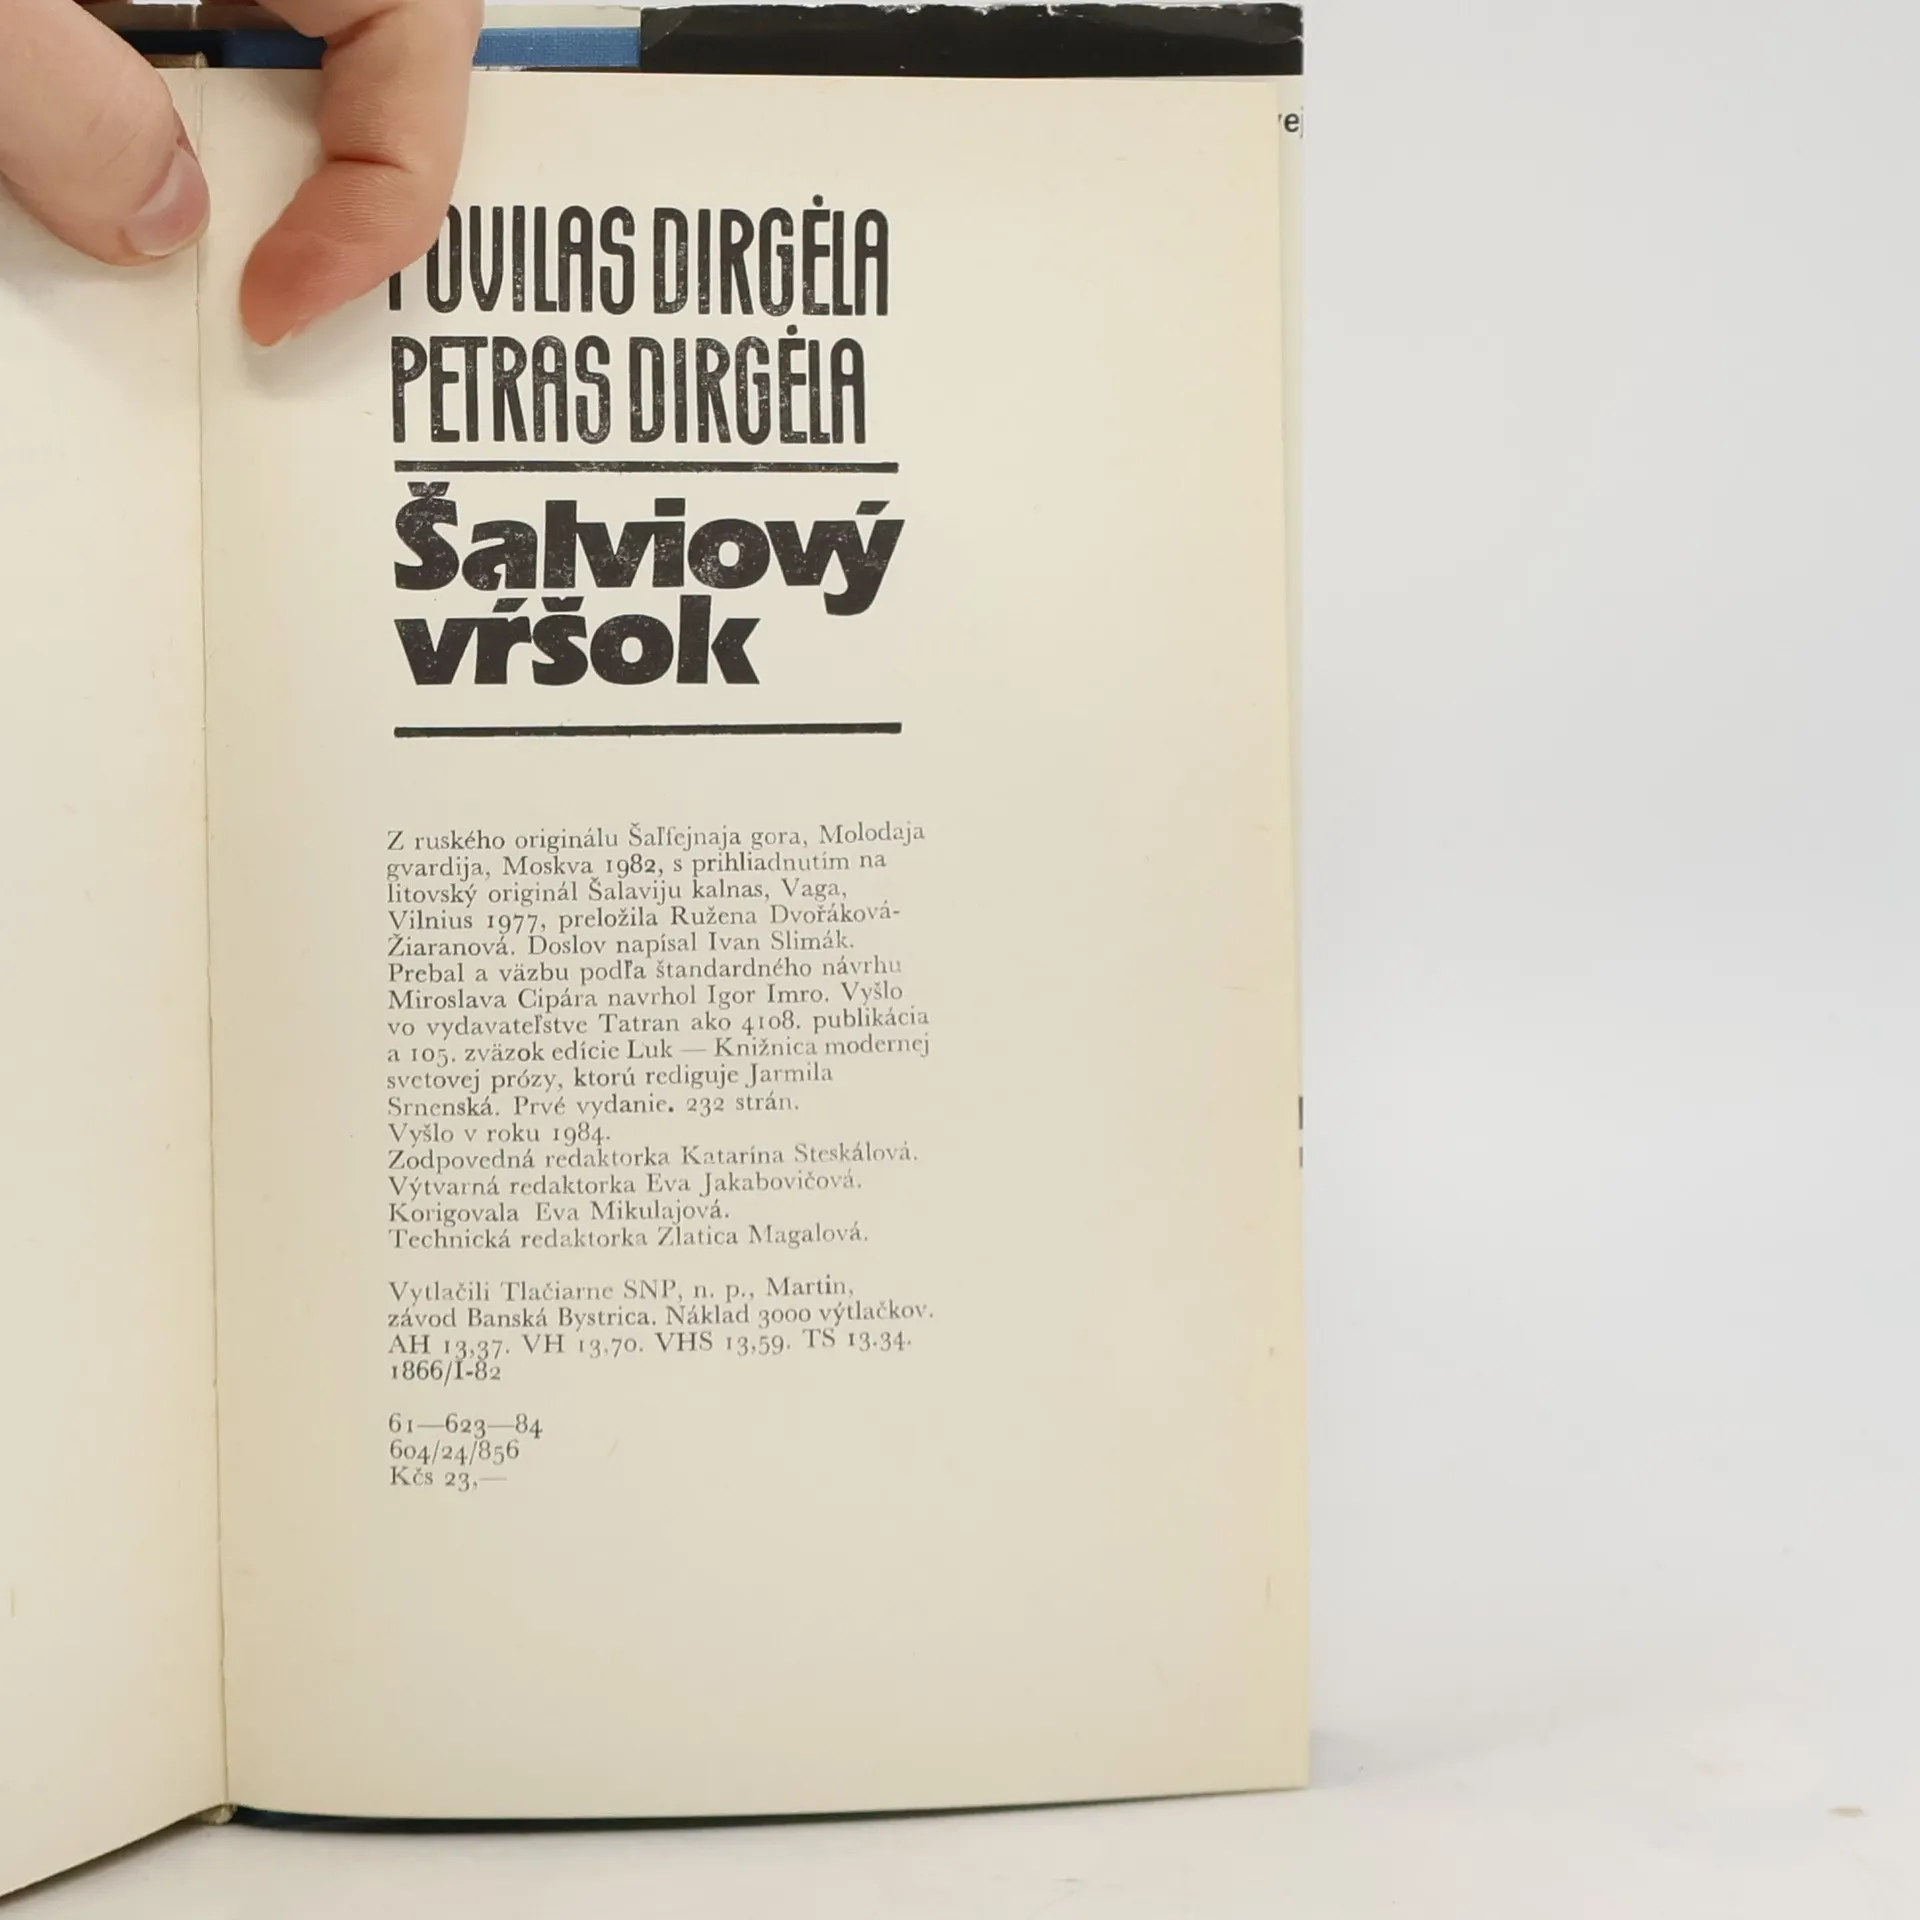 POVILAS DIRGĖLA
PETRAS DIRGĖLA
Šalviový
vŕšok
Z ruského originálu Šaľfejnaja gora, Molodaja
gvardija, Moskva 1982, s prihliadnutím na
litovský originál Šalaviju kalnas, Vaga,
Vilnius 1977, preložila Ružena Dvořáková-
Žiaranová. Doslov napísal Ivan Slimák.
Prebal a väzbu podľa štandardného návrhu
Miroslava Cipára navrhol Igor Imro. Vyšlo
vo vydavateľstve Tatran ako 4108. publikácia
a 105. zväzok edície Luk — Knižnica modernej
svetovej prózy, ktorú rediguje Jarmila
Srnenská. Prvé vydanie. 232 strán.
Vyšlo v roku 1984.
Zodpovedná redaktorka Katarína Steskálová.
Výtvarná redaktorka Eva Jakabovičová.
Korigovala Eva Mikulajová.
Technická redaktorka Zlatica Magalová.
Vytlačili Tlačiarne SNP, n. p., Martin,
závod Banská Bystrica. Náklad 3000 výtlačkov.
AH 13,37. VH 13,70. VHS 13,59. TS 13.34.
1866/I-82
61—623—84
604/24/856
Kčs 23,—